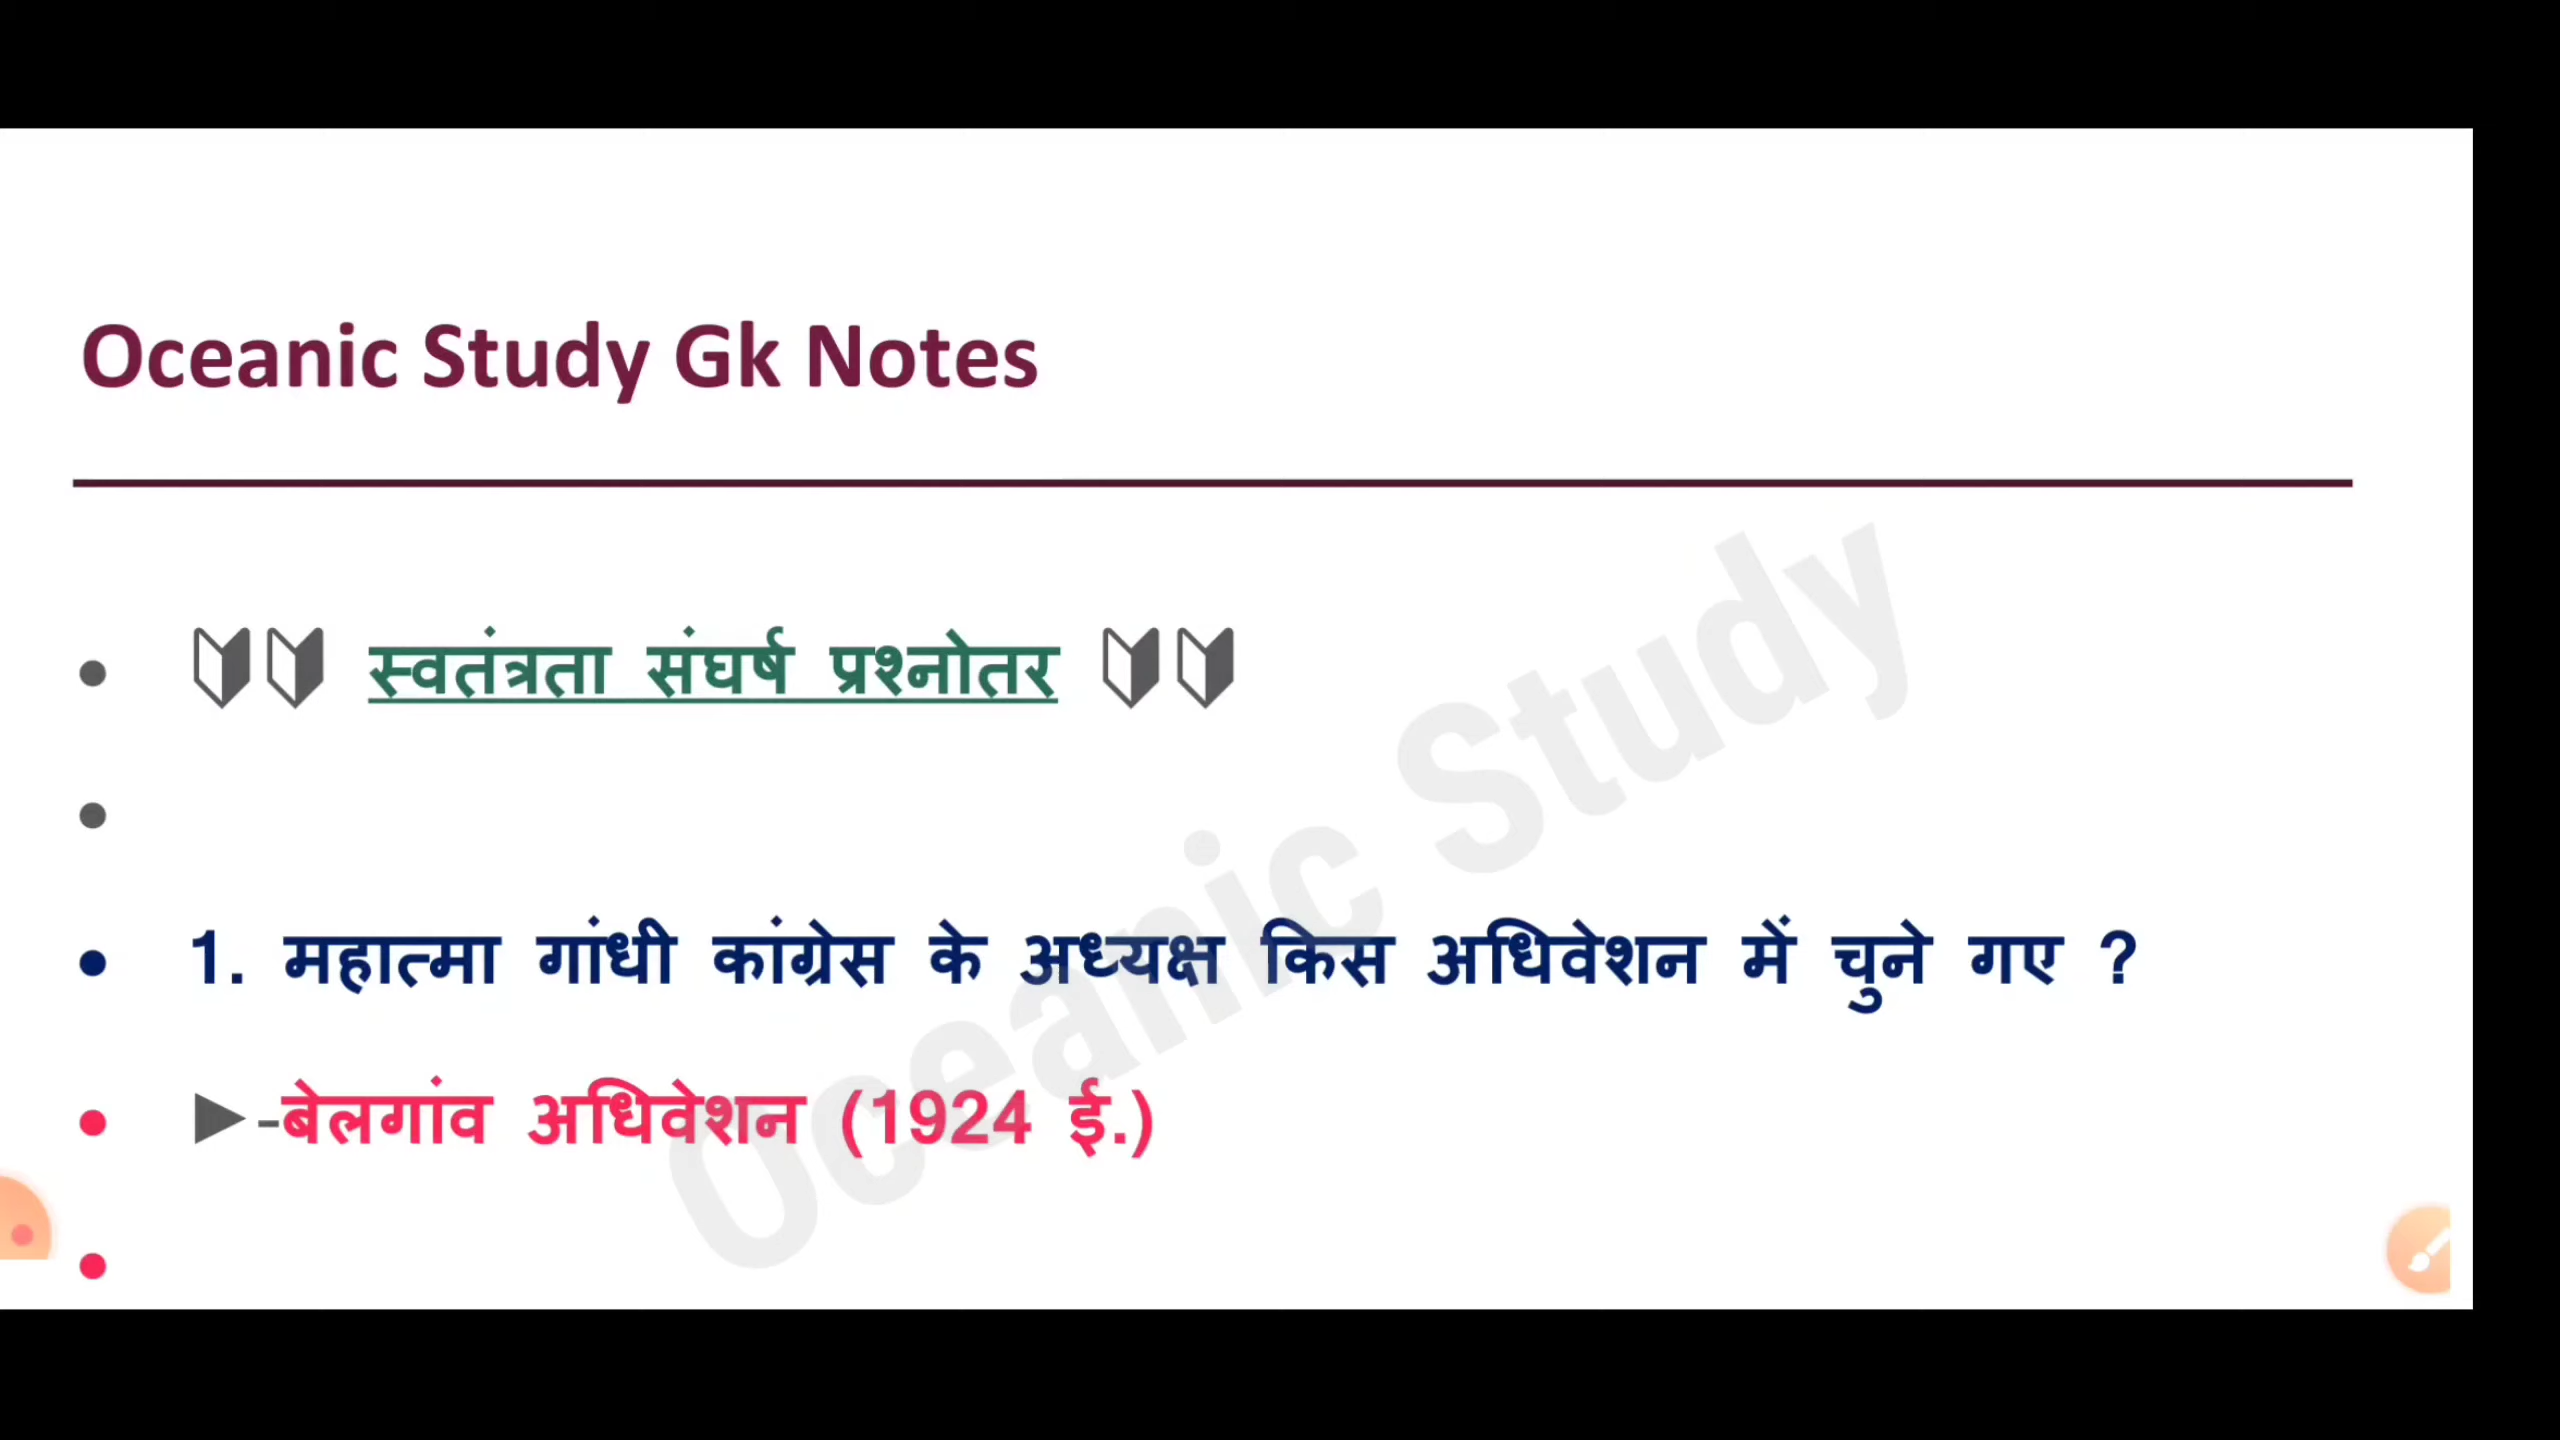 Oceanic Study Gk Notes
स्वतंत्रता संघर्ष प्रश्नोतर
1. महात्मा गांधी कांग्रेस के अध्यक्ष किस अधिवेशन में चुने गए ?
►-बेलगांव अधिवेशन (1924 ई.)
Oceanic Study